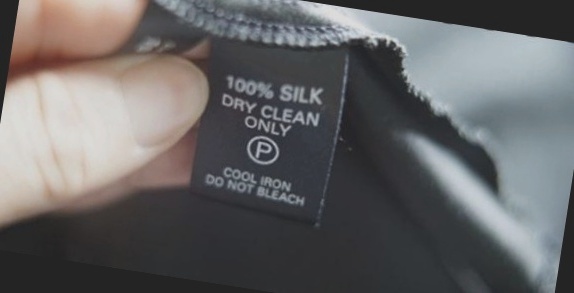 100% SILK
DRY CLEAN
ONLY
P
COOL IRON
DO NOT BLEACH